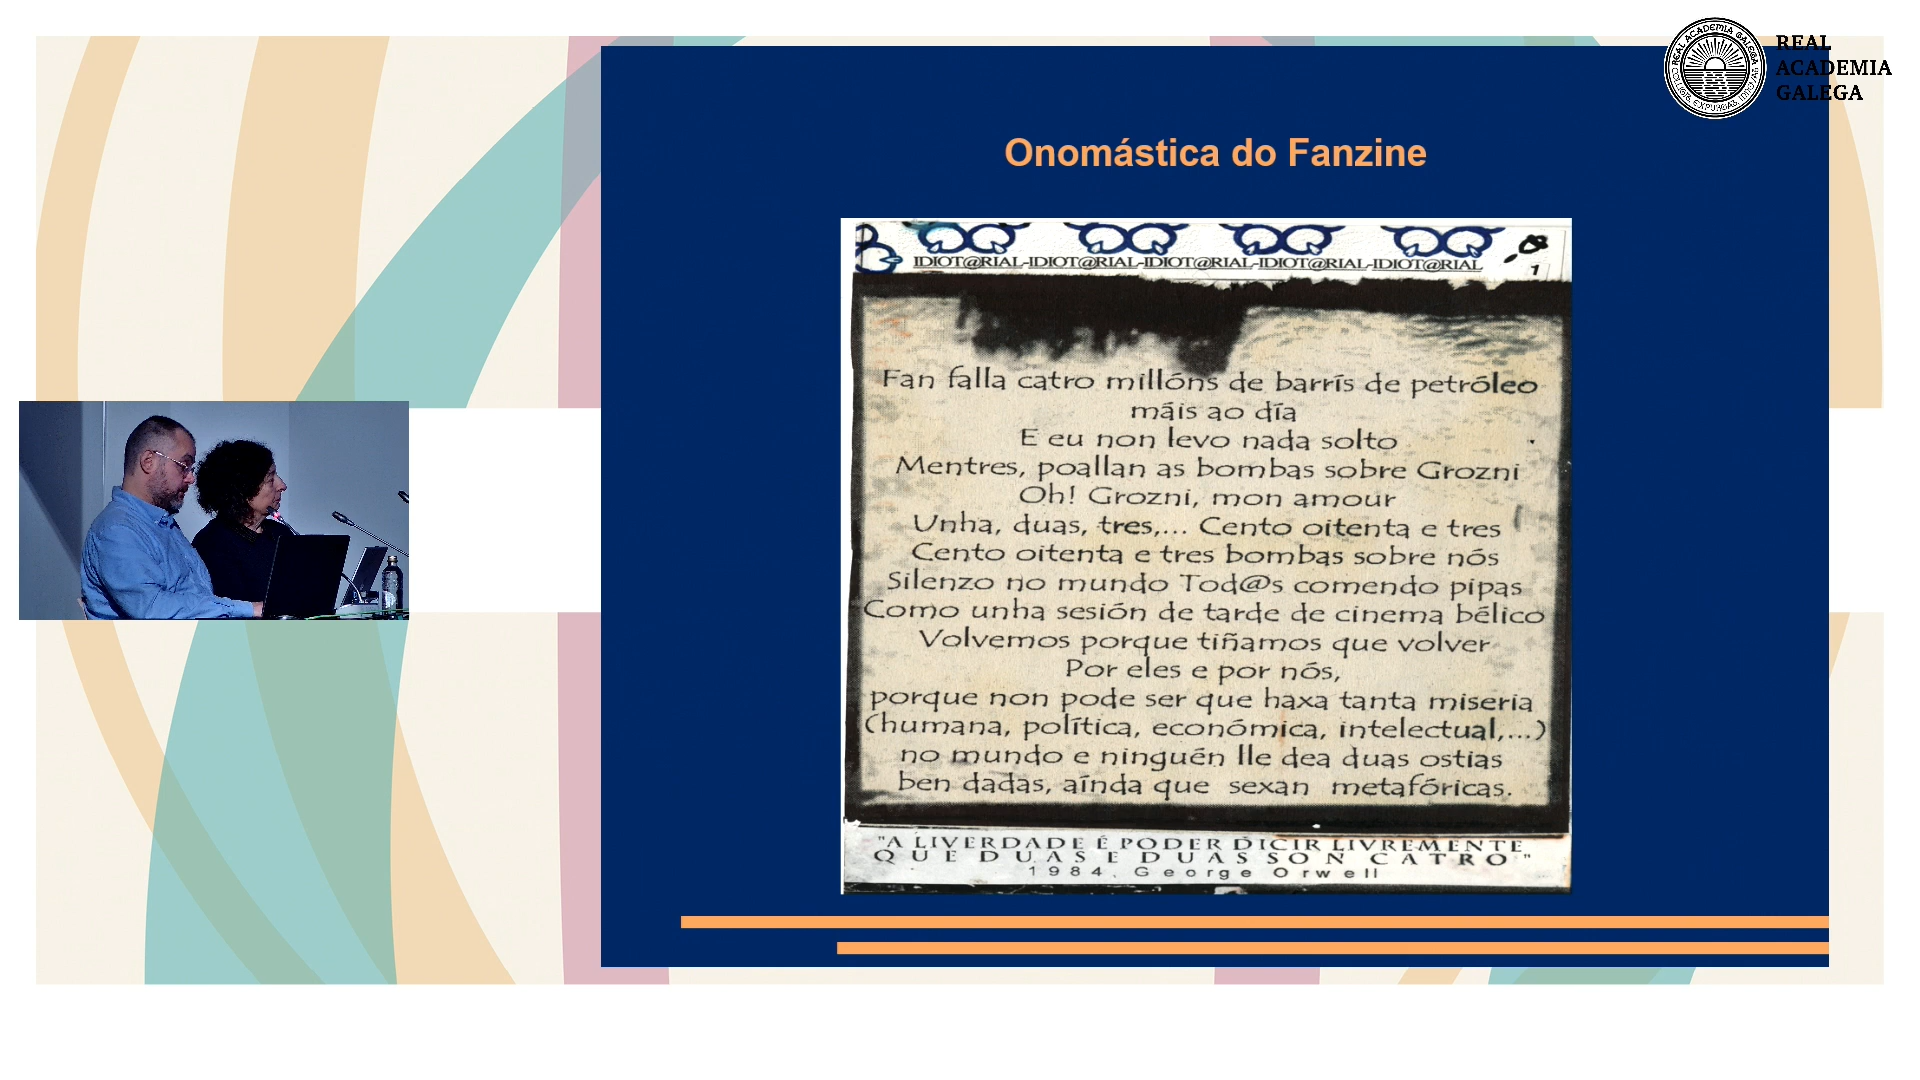 REAL
ACADEMIA
GALEGA
REAL ACADEMIA GALEGA
Onomástica do Fanzine
IDIOT@RIAL-IDIOT@RIAL-IDIOT@RIAL-IDIOT@RIAL-IDIOT@RIAL
1
Fan falla catro millóns de barrís de petróleo
máis ao día
E eu non levo nada solto
Mentres, poallan as bombas sobre Grozni
Oh! Grozni, mon amour
Unha, duas, tres,... Cento oitenta e tres
Cento oitenta e tres bombas sobre nós
Silenzo no mundo Tod@s comendo pipas
Como unha sesión de tarde de cinema bélico
Volvemos porque tiñamos que volver
Por eles e por nós,
porque non pode ser que haxa tanta miseria
(humana, política, económica, intelectual,...)
no mundo e ninguén lle dea duas ostias
ben dadas, aínda que sexan metafóricas.
"A LIVERDADE É PODER DICIR LIVREMENTE
QUE DUAS E DUAS SON CATRO"
1984, George Orwell